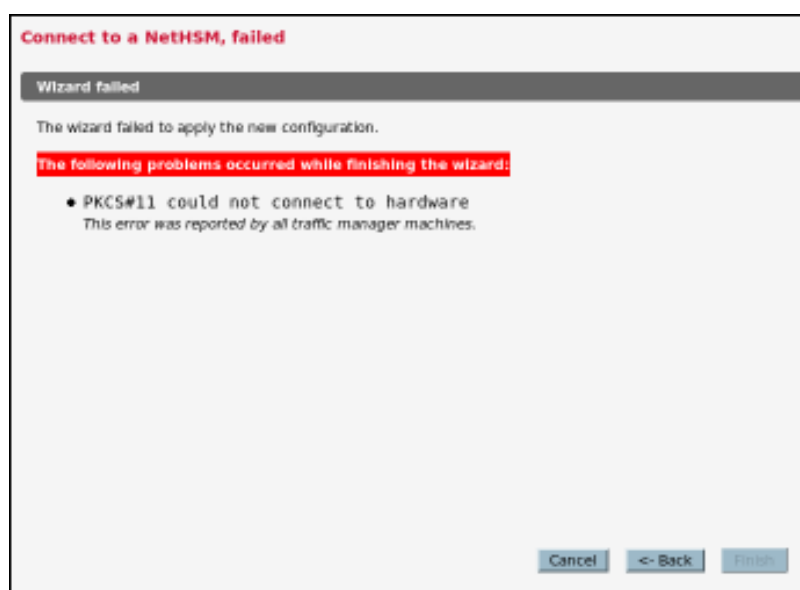 Connect to a NetHSM, failed
Wizard failed
The wizard failed to apply the new configuration.
The following problems occurred while finishing the wizard:
● PKCS#11 could not connect to hardware
This error was reported by all traffic manager machines.
Cancel
<- Back
Finish